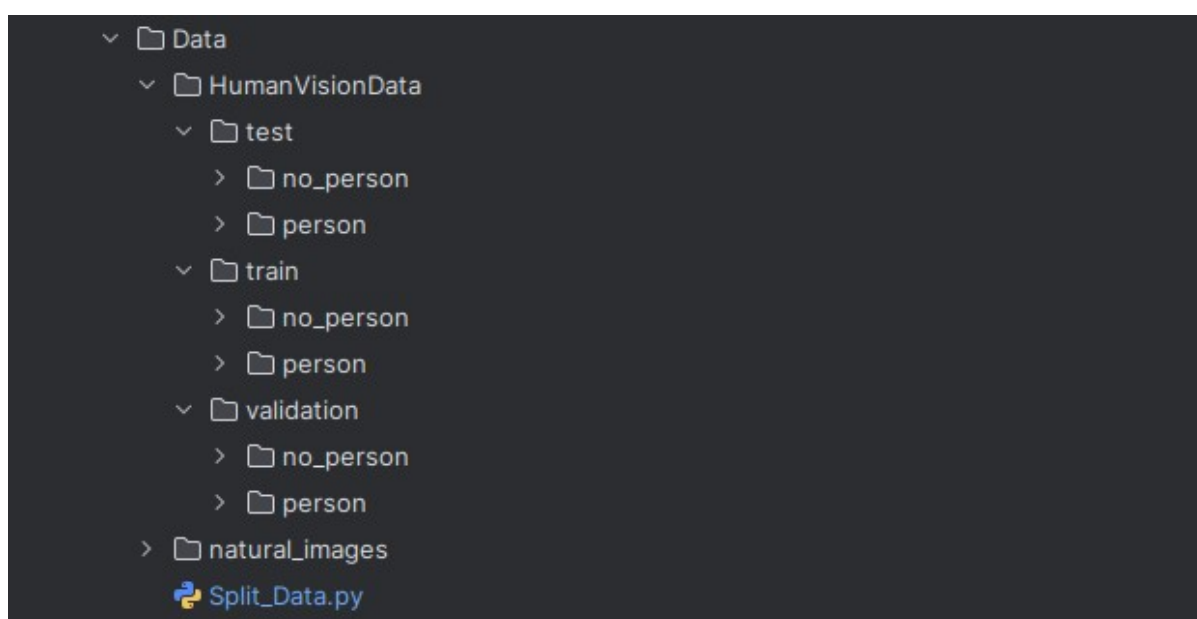 Data
HumanVisionData
test
no_person
person
train
no_person
person
validation
no_person
person
natural_images
Split_Data.py